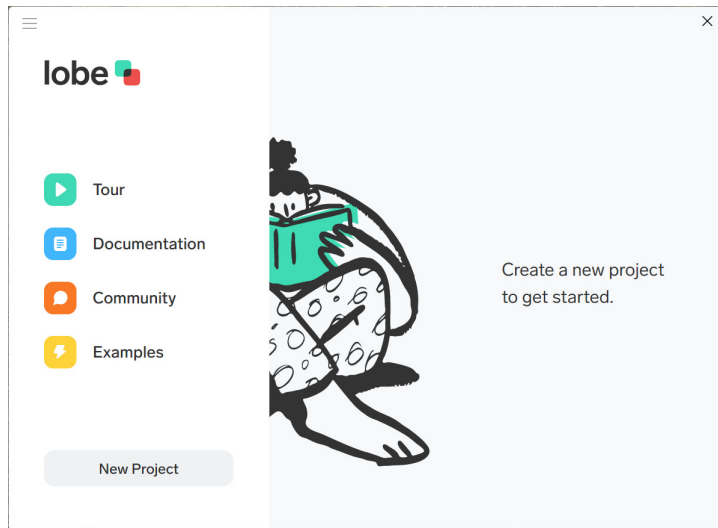 lobe
Tour
Documentation
Community
Examples
New Project
Create a new project
to get started.